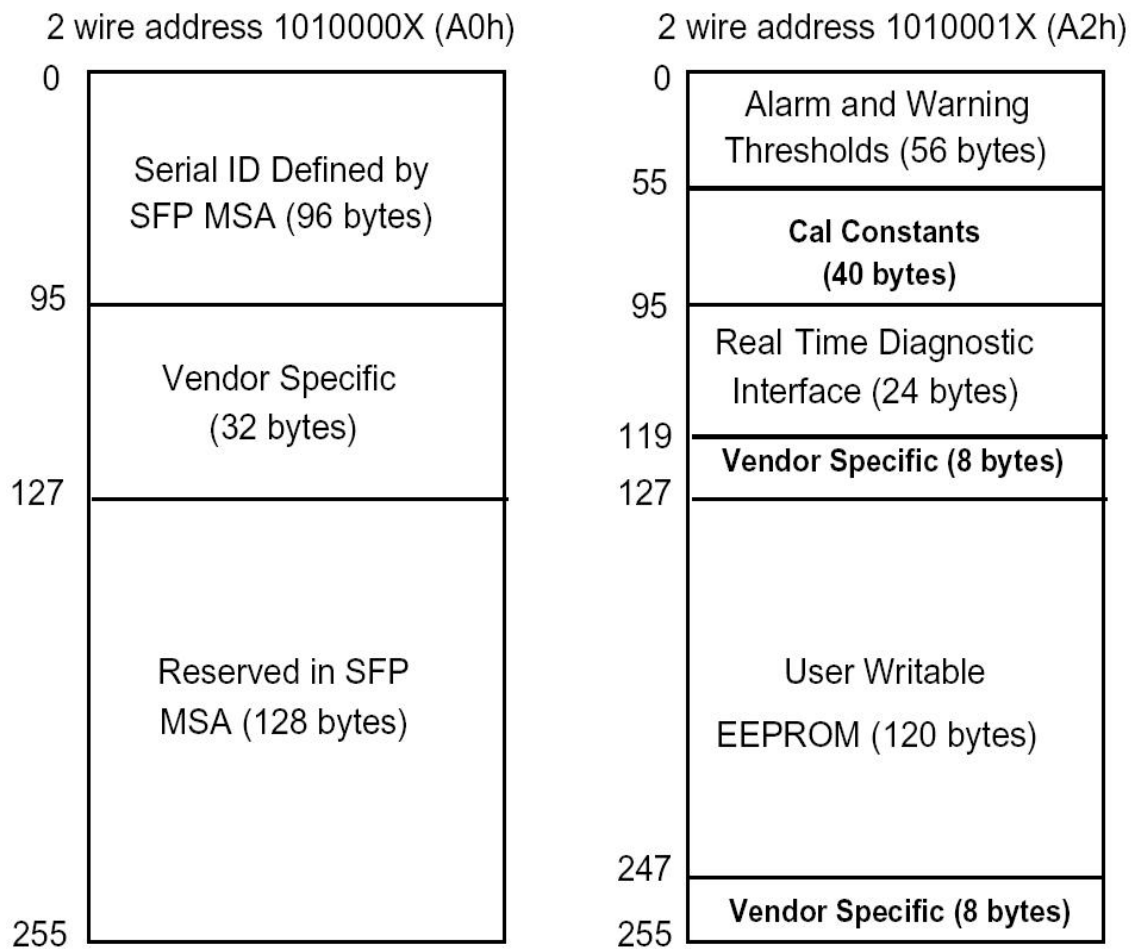 2 wire address 1010000X (A0h)
0
Serial ID Defined by
SFP MSA (96 bytes)
95
Vendor Specific
(32 bytes)
127
Reserved in SFP
MSA (128 bytes)
255
2 wire address 1010001X (A2h)
0
Alarm and Warning
Thresholds (56 bytes)
55
Cal Constants
(40 bytes)
95
Real Time Diagnostic
Interface (24 bytes)
119
Vendor Specific (8 bytes)
127
User Writable
EEPROM (120 bytes)
247
Vendor Specific (8 bytes)
255